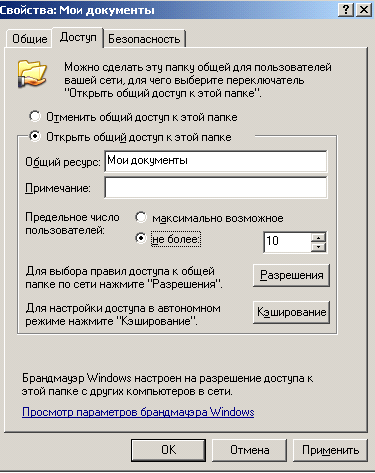 Свойства: Мои документы
Общие Доступ Безопасность
Можно сделать эту папку общей для пользователей
вашей сети, для чего выберите переключатель
"Открыть общий доступ к этой папке".
Отменить общий доступ к этой папке
Открыть общий доступ к этой папке
Общий ресурс: Мои документы
Примечание:
Предельное число
пользователей:
максимально возможное
не более: 10
Для выбора правил доступа к общей
папке по сети нажмите "Разрешения".
Разрешения
Для настройки доступа в автономном
режиме нажмите "Кэширование".
Кэширование
Брандмауэр Windows настроен на разрешение доступа к
этой папке с других компьютеров в сети.
Просмотр параметров брандмауэра Windows
OK Отмена Применить